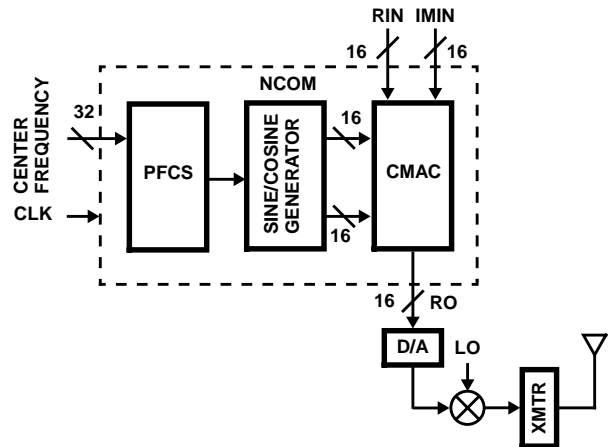 RIN IMIN
16 16
NCOM
CENTER
FREQUENCY
32
PFCS
SINE/COSINE
GENERATOR
16
16
CMAC
CLK
16 RO
D/A
LO
XMTR